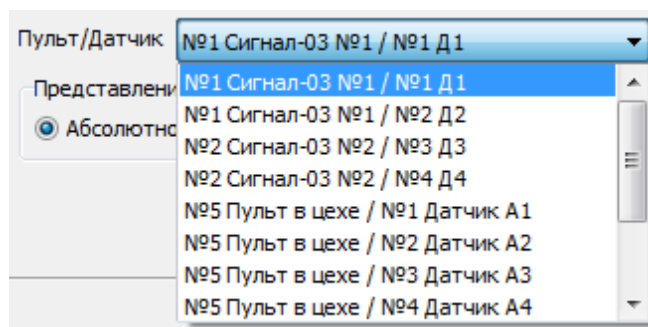 Пульт/Датчик №1 Сигнал-03 №1 / №1 Д1
№1 Сигнал-03 №1 / №1 Д1
Представлени
№1 Сигнал-03 №1 / №2 Д2
Абсолютно
№2 Сигнал-03 №2 / №3 Д3
№2 Сигнал-03 №2 / №4 Д4
№5 Пульт в цехе / №1 Датчик А1
№5 Пульт в цехе / №2 Датчик А2
№5 Пульт в цехе / №3 Датчик А3
№5 Пульт в цехе / №4 Датчик А4